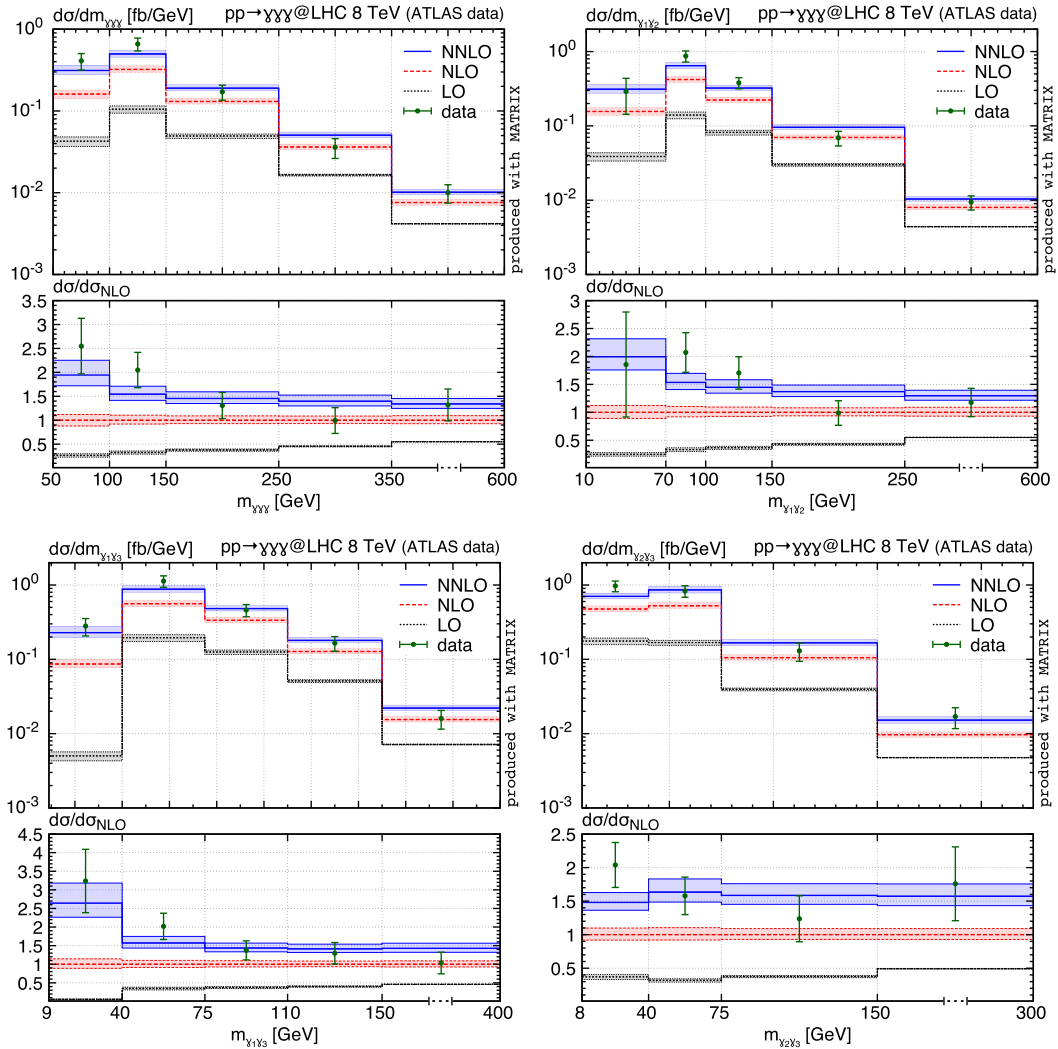 dσ/dm_γγγ [fb/GeV] pp→γγγ@LHC 8 TeV (ATLAS data)
10^0
10^-1
10^-2
10^-3
NNLO
NLO
LO
data
produced with MATRIX
dσ/dσ_NLO
3.5
3
2.5
2
1.5
1
0.5
50 100 150 250 350 600
m_γγγ [GeV]
dσ/dm_γ1γ2 [fb/GeV] pp→γγγ@LHC 8 TeV (ATLAS data)
10^0
10^-1
10^-2
10^-3
NNLO
NLO
LO
data
produced with MATRIX
dσ/dσ_NLO
3
2.5
2
1.5
1
0.5
10 70 100 150 250 600
m_γ1γ2 [GeV]
dσ/dm_γ1γ3 [fb/GeV] pp→γγγ@LHC 8 TeV (ATLAS data)
10^0
10^-1
10^-2
10^-3
NNLO
NLO
LO
data
produced with MATRIX
dσ/dσ_NLO
4.5
4
3.5
3
2.5
2
1.5
1
0.5
9 40 75 110 150 400
m_γ1γ3 [GeV]
dσ/dm_γ2γ3 [fb/GeV] pp→γγγ@LHC 8 TeV (ATLAS data)
10^0
10^-1
10^-2
10^-3
NNLO
NLO
LO
data
produced with MATRIX
dσ/dσ_NLO
2.5
2
1.5
1
0.5
8 40 75 150 300
m_γ2γ3 [GeV]